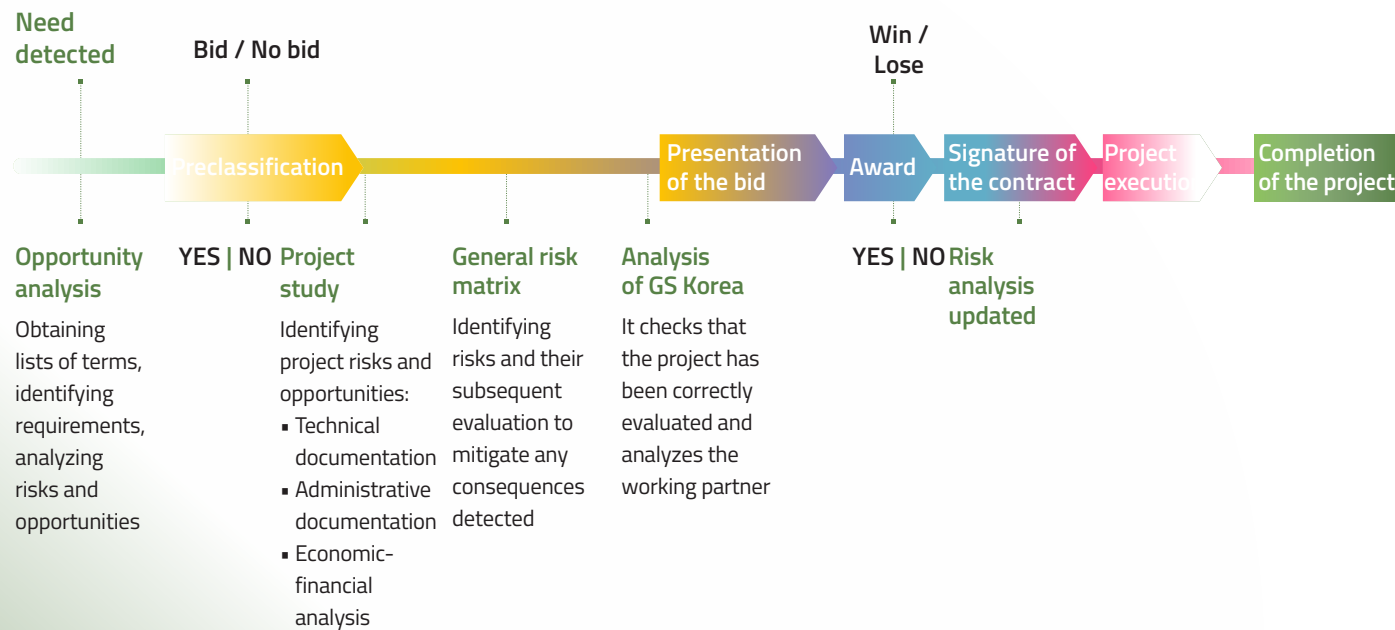 Need
detected
Bid / No bid
Win /
Lose
Preclassification
Presentation
of the bid
Award
Signature of
the contract
Project
executio
Completion
of the project
Opportunity
analysis
Obtaining
lists of terms,
identifying
requirements,
analyzing
risks and
opportunities
YES | NO
Project
study
Identifying
project risks and
opportunities:
▪ Technical
documentation
▪ Administrative
documentation
▪ Economic-
financial
analysis
General risk
matrix
Identifying
risks and their
subsequent
evaluation to
mitigate any
consequences
detected
Analysis
of GS Korea
It checks that
the project has
been correctly
evaluated and
analyzes the
working partner
YES | NO
Risk
analysis
updated